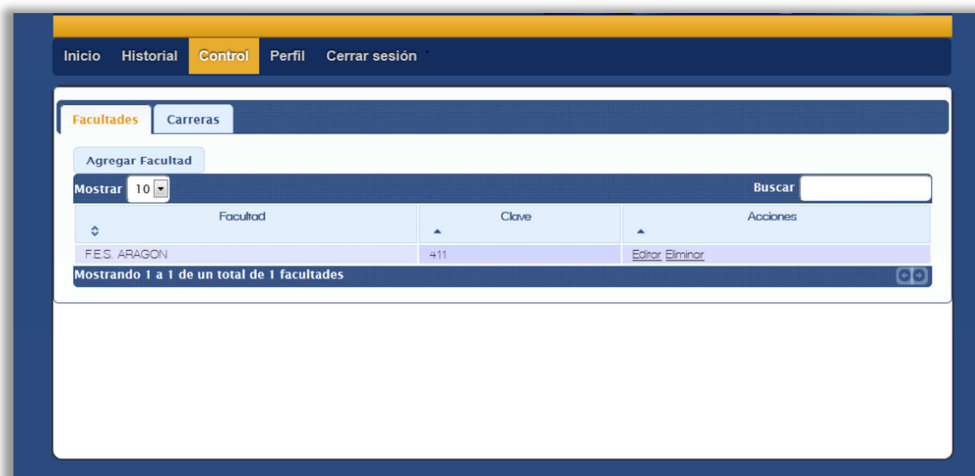 Inicio Historial Control Perfil Cerrar sesión
Facultades Carreras
Agregar Facultad
Mostrar 10 Buscar
Facultad Clave Acciones
F.E.S. ARAGON 411 Editar Eliminar
Mostrando 1 a 1 de un total de 1 facultades